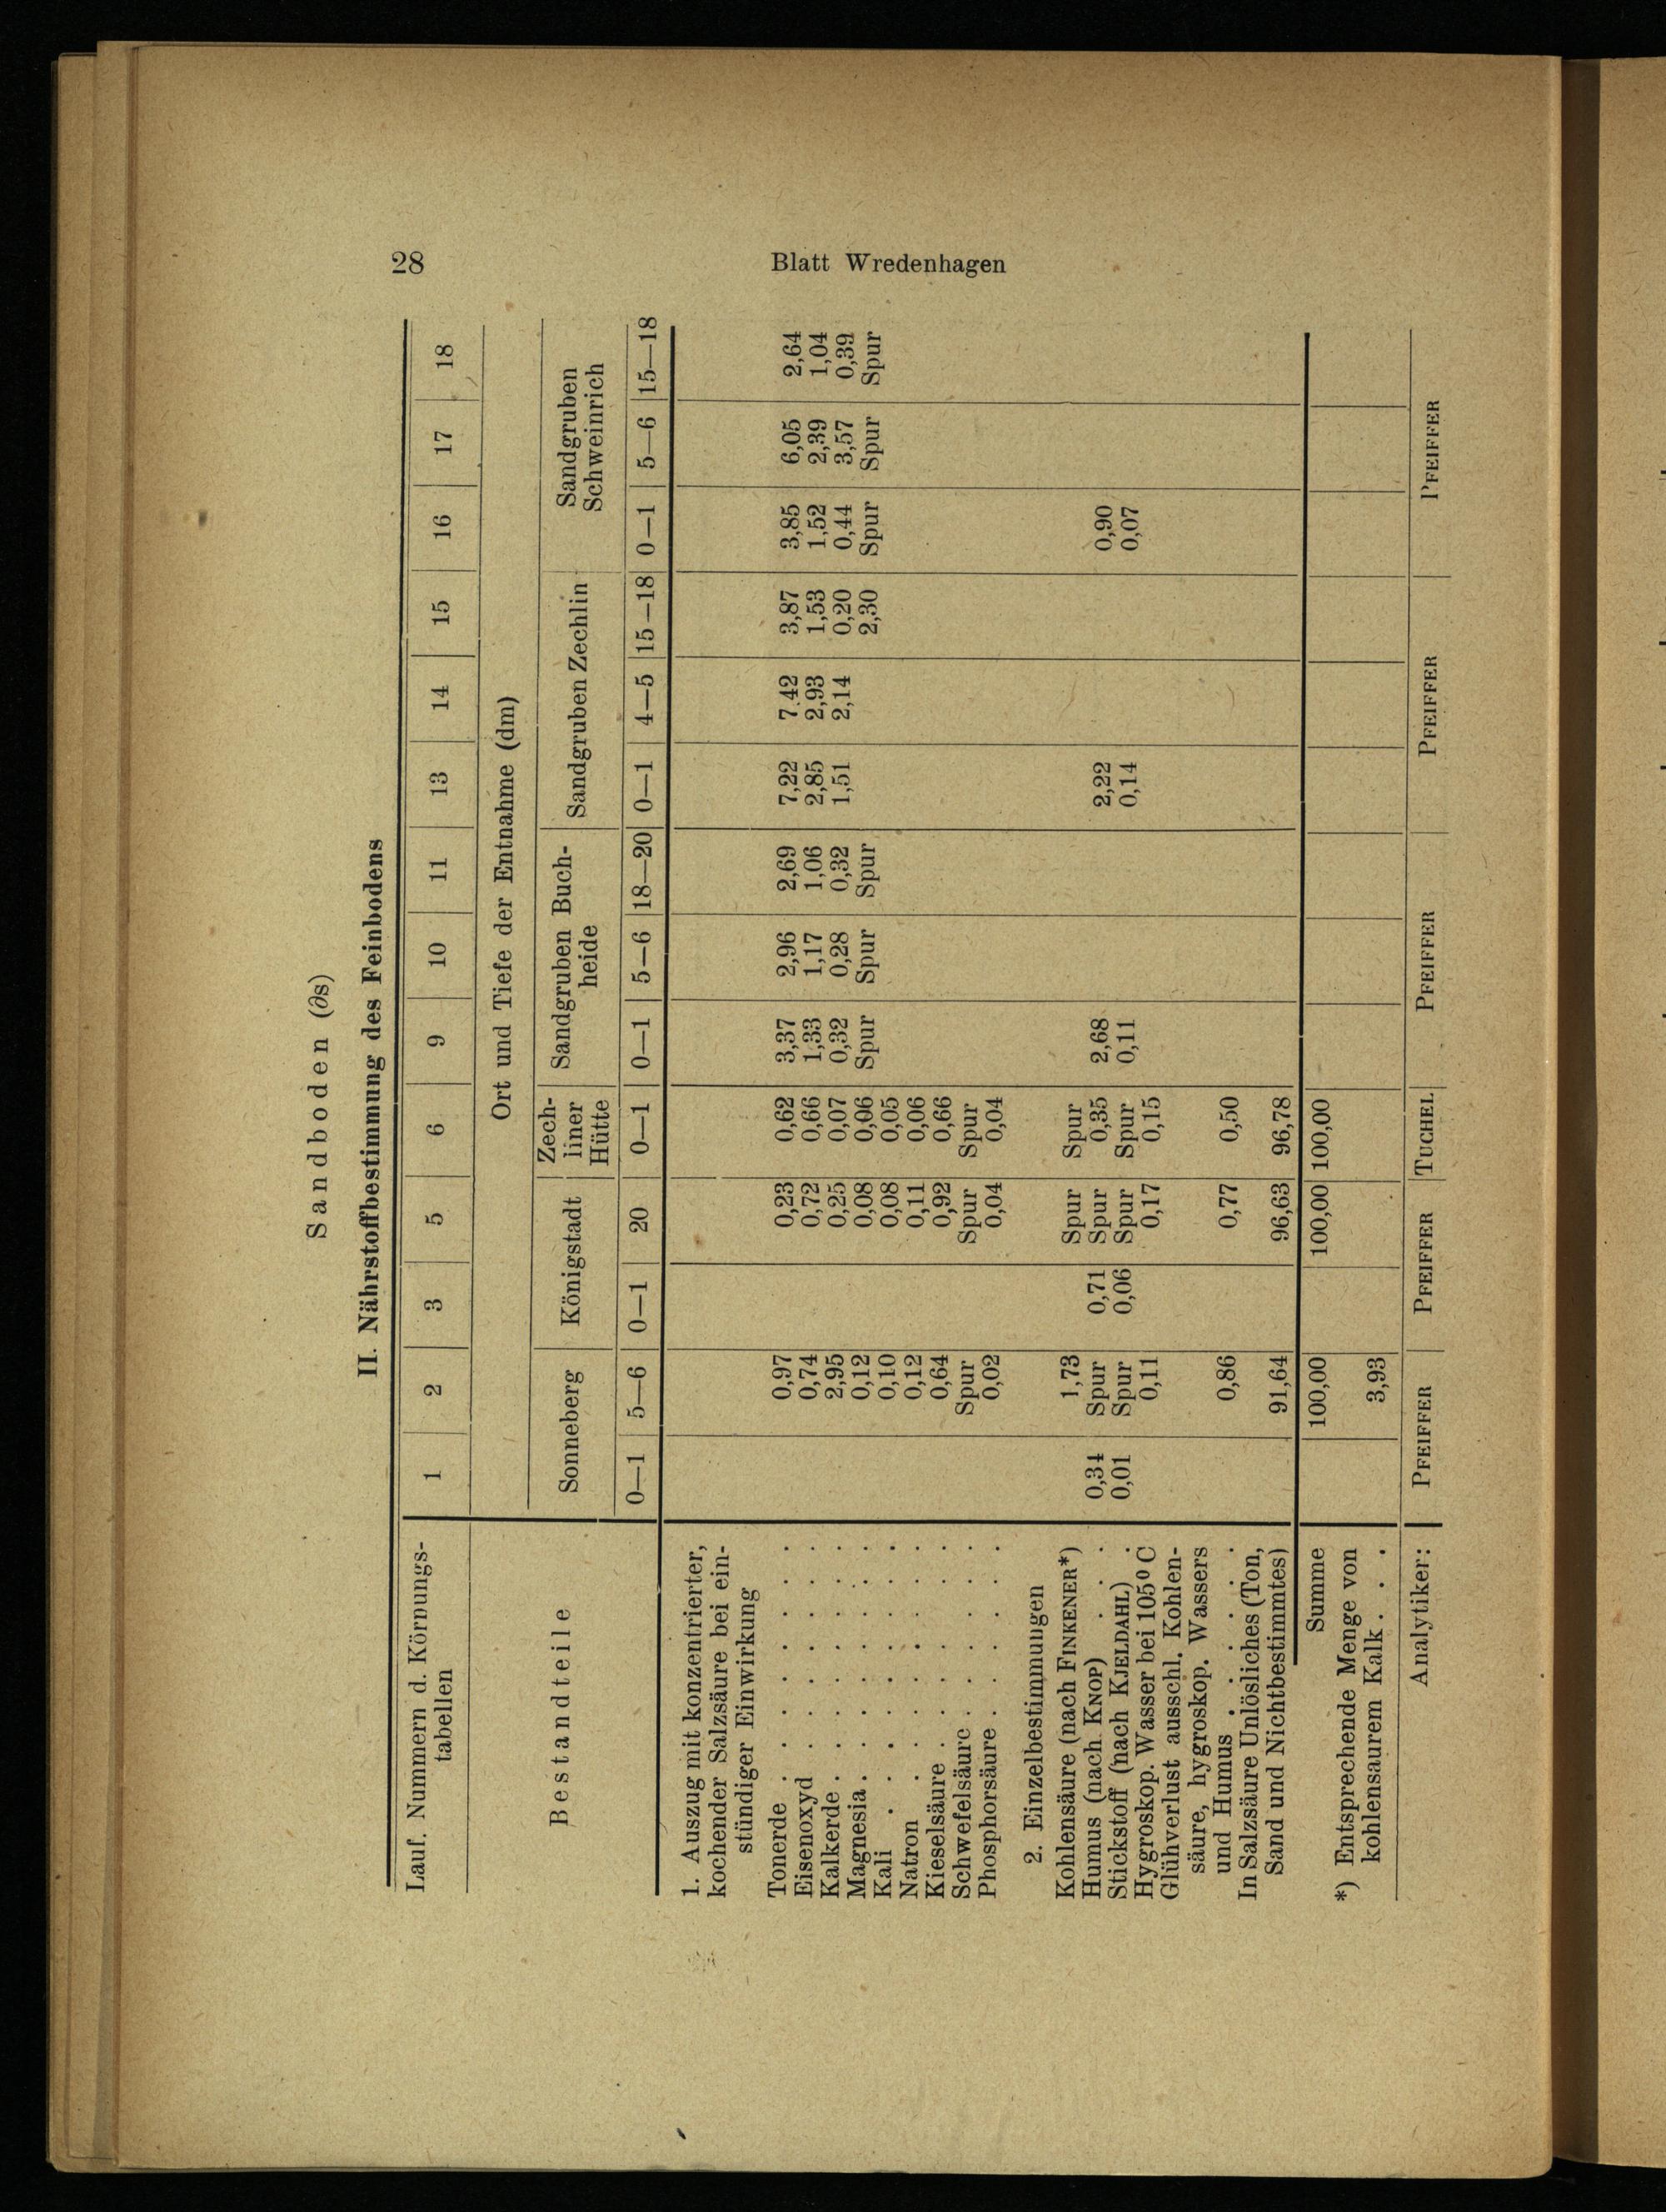 28
Blatt Wredenhagen
Sandboden (∂s)
II. Nährstoffbestimmung des Feinbodens
Lauf. Nummern d. Körnungs-
tabellen
1 2 3 5 6 9 10 11 13 14 15 16 17 18
Bestandteile
Ort und Tiefe der Entnahme (dm)
Sonneberg
Königstadt
Zech-
liner
Hütte
Sandgruben Buch-
heide
Sandgruben Zechlin
Sandgruben
Schweinrich
0—1 5—6 0—1 20 0—1 0—1 5—6 18—20 0—1 4—5 15—18 0—1 5—6 15—18
1. Auszug mit konzentrierter,
kochender Salzsäure bei ein-
stündiger Einwirkung
Tonerde . . . . . . . . 0,97 0,23 0,62 3,37 2,96 2,69 7,22 7,42 3,87 3,85 6,05 2,64
Eisenoxyd . . . . . . . 0,74 0,72 0,66 1,33 1,17 1,06 2,85 2,93 1,53 1,52 2,39 1,04
Kalkerde . . . . . . . . 2,95 0,25 0,07 0,32 0,28 0,32 1,51 2,14 0,20 0,44 3,57 0,39
Magnesia . . . . . . . . 0,12 0,08 0,06 Spur Spur Spur 2,30 Spur Spur Spur
Kali . . . . . . . . . 0,10 0,08 0,05
Natron . . . . . . . . 0,12 0,11 0,06
Kieselsäure . . . . . . . 0,64 0,92 0,66
Schwefelsäure . . . . . . Spur Spur Spur
Phosphorsäure . . . . . . 0,02 0,04 0,04
2. Einzelbestimmungen
Kohlensäure (nach FINKENER*) 1,73 Spur Spur
Humus (nach KNOP) . . . 0,34 Spur 0,71 Spur 0,35 2,68 2,22 0,90
Stickstoff (nach KJELDAHL) . 0,01 Spur 0,06 Spur Spur 0,11 0,14 0,07
Hygroskop. Wasser bei 105° C 0,11 0,17 0,15
Glühverlust ausschl. Kohlen-
säure, hygroskop. Wassers
und Humus . . . . . . 0,86 0,77 0,50
In Salzsäure Unlösliches (Ton,
Sand und Nichtbestimmtes) 91,64 96,63 96,78
Summe 100,00 100,00 100,00
*) Entsprechende Menge von
kohlensaurem Kalk . . . 3,93
Analytiker: PFEIFFER PFEIFFER TUCHEL PFEIFFER PFEIFFER PFEIFFER